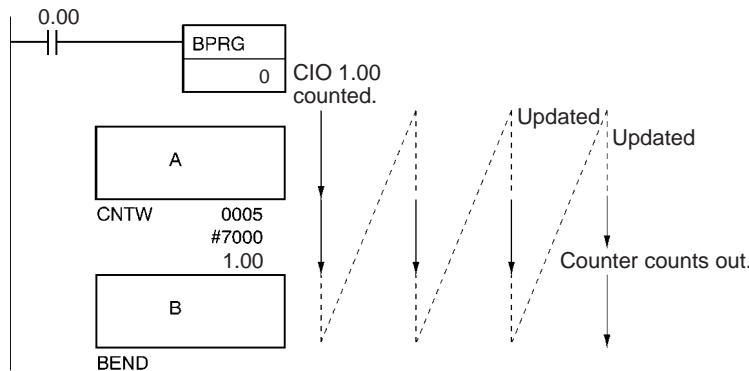 0.00
BPRG
0
CIO 1.00
counted.
Updated
Updated
A
CNTW 0005
#7000
1.00
Counter counts out.
B
BEND